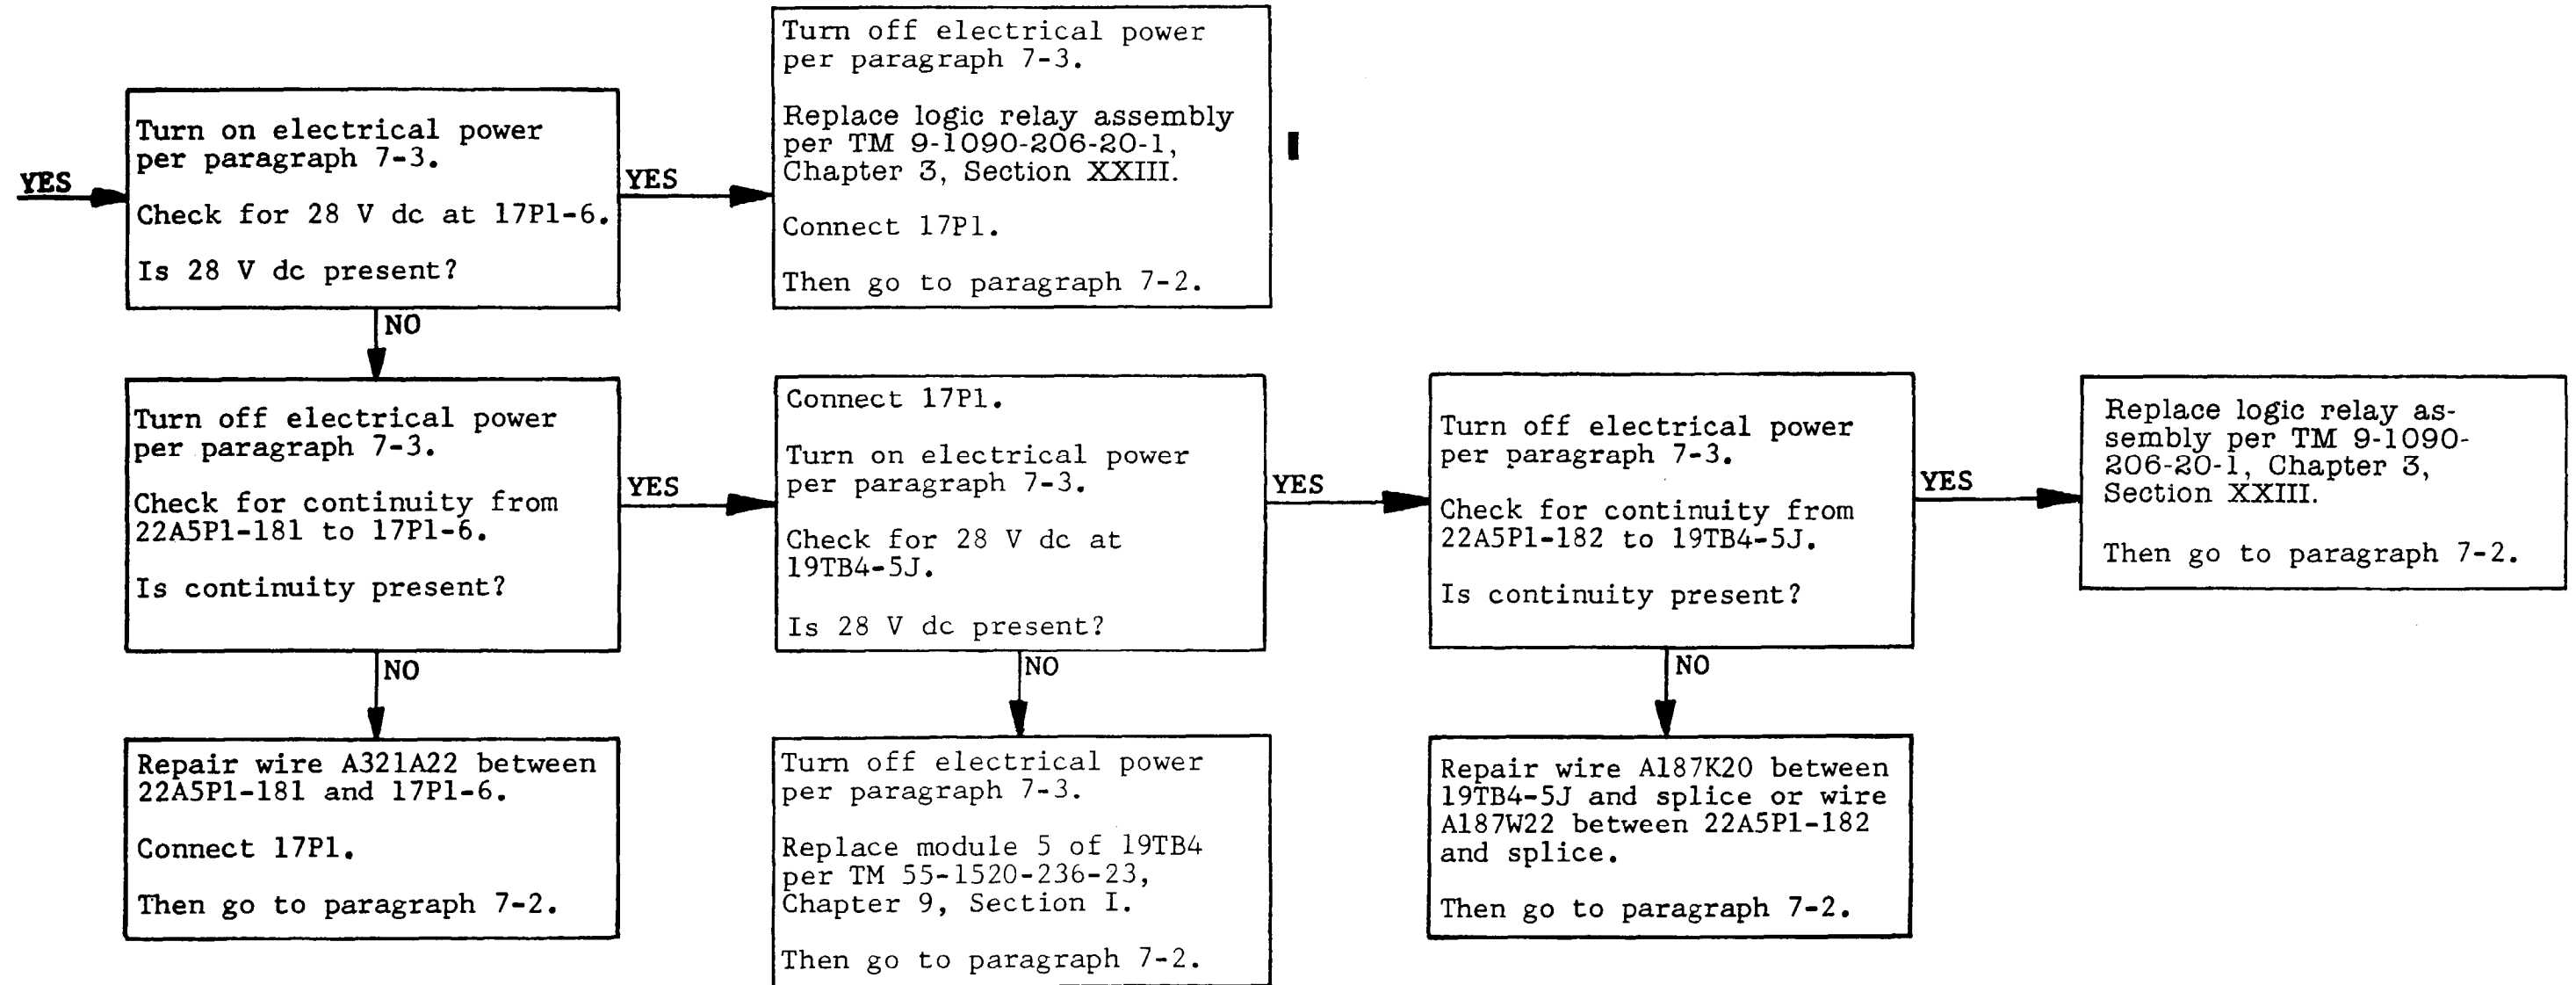 YES
Turn on electrical power
per paragraph 7-3.
Check for 28 V dc at 17P1-6.
Is 28 V dc present?
YES
Turn off electrical power
per paragraph 7-3.
Replace logic relay assembly
per TM 9-1090-206-20-1,
Chapter 3, Section XXIII.
Connect 17P1.
Then go to paragraph 7-2.
NO
Turn off electrical power
per paragraph 7-3.
Check for continuity from
22A5P1-181 to 17P1-6.
Is continuity present?
YES
Connect 17P1.
Turn on electrical power
per paragraph 7-3.
Check for 28 V dc at
19TB4-5J.
Is 28 V dc present?
YES
Turn off electrical power
per paragraph 7-3.
Check for continuity from
22A5P1-182 to 19TB4-5J.
Is continuity present?
YES
Replace logic relay as-
sembly per TM 9-1090-
206-20-1, Chapter 3,
Section XXIII.
Then go to paragraph 7-2.
NO
Repair wire A321A22 between
22A5P1-181 and 17P1-6.
Connect 17P1.
Then go to paragraph 7-2.
NO
Turn off electrical power
per paragraph 7-3.
Replace module 5 of 19TB4
per TM 55-1520-236-23,
Chapter 9, Section I.
Then go to paragraph 7-2.
NO
Repair wire A187K20 between
19TB4-5J and splice or wire
A187W22 between 22A5P1-182
and splice.
Then go to paragraph 7-2.